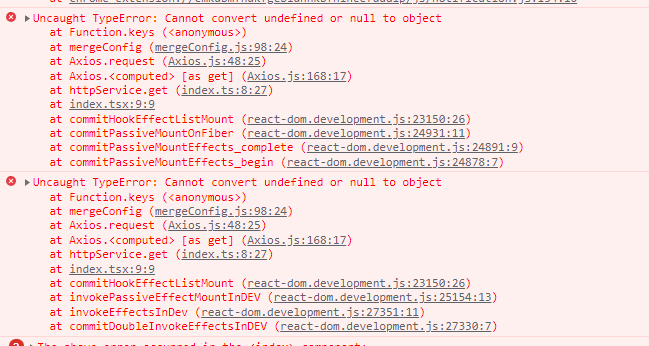 Uncaught TypeError: Cannot convert undefined or null to object
at Function.keys (<anonymous>)
at mergeConfig (mergeConfig.js:98:24)
at Axios.request (Axios.js:48:25)
at Axios.<computed> [as get] (Axios.js:168:17)
at httpService.get (index.ts:8:27)
at index.tsx:9:9
at commitHookEffectListMount (react-dom.development.js:23150:26)
at commitPassiveMountOnFiber (react-dom.development.js:24931:11)
at commitPassiveMountEffects_complete (react-dom.development.js:24891:9)
at commitPassiveMountEffects_begin (react-dom.development.js:24878:7)
Uncaught TypeError: Cannot convert undefined or null to object
at Function.keys (<anonymous>)
at mergeConfig (mergeConfig.js:98:24)
at Axios.request (Axios.js:48:25)
at Axios.<computed> [as get] (Axios.js:168:17)
at httpService.get (index.ts:8:27)
at index.tsx:9:9
at commitHookEffectListMount (react-dom.development.js:23150:26)
at invokePassiveEffectMountInDEV (react-dom.development.js:25154:13)
at invokeEffectsInDev (react-dom.development.js:27351:11)
at commitDoubleInvokeEffectsInDEV (react-dom.development.js:27330:7)
The above error occurred in the <index> component: